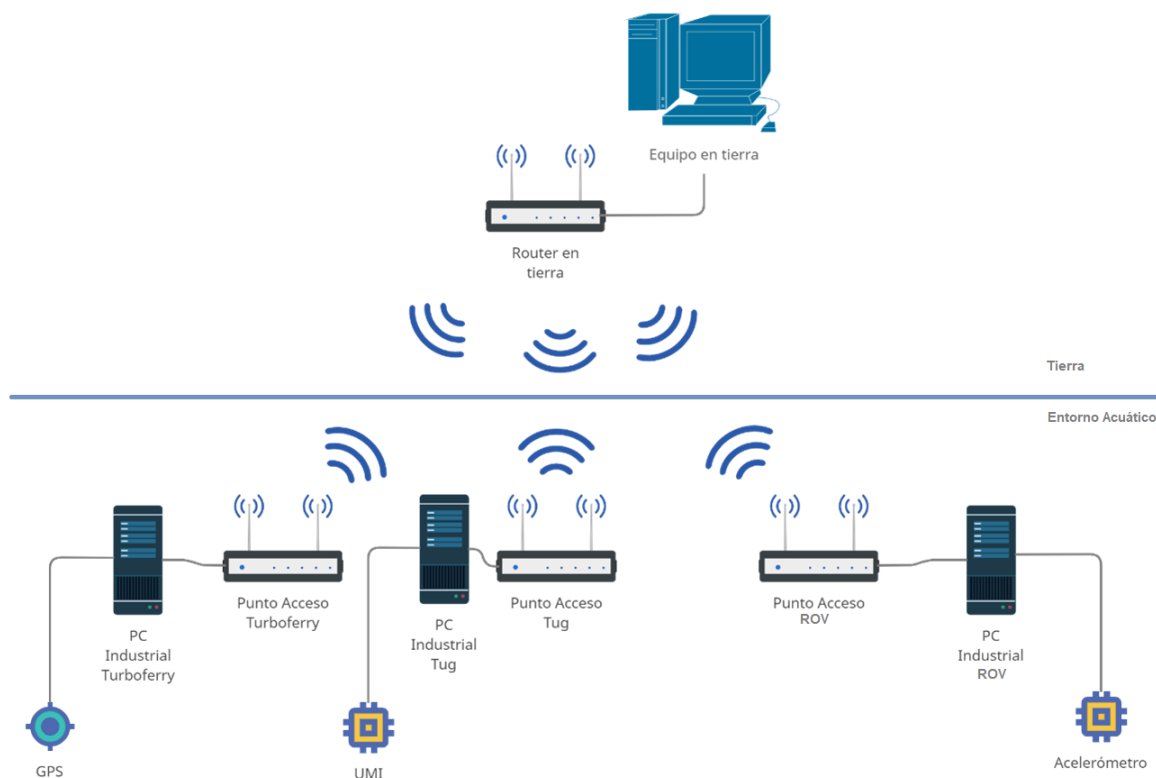 Equipo en tierra
Router en
tierra
Tierra
Entorno Acuático
Punto Acceso
Turboferry
Punto Acceso
Tug
Punto Acceso
ROV
PC
Industrial
Turboferry
PC
Industrial
Tug
PC
Industrial
ROV
GPS
UMI
Acelerómetro